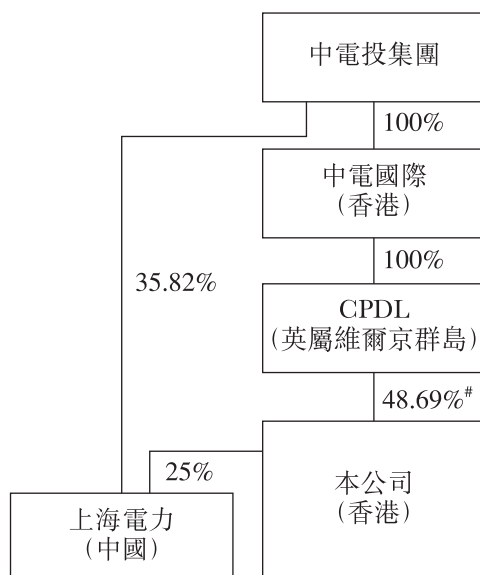 中電投集團
100%
中電國際
(香港)
100%
35.82%
CPDL
(英屬維爾京群島)
48.69%#
25%
本公司
(香港)
上海電力
(中國)